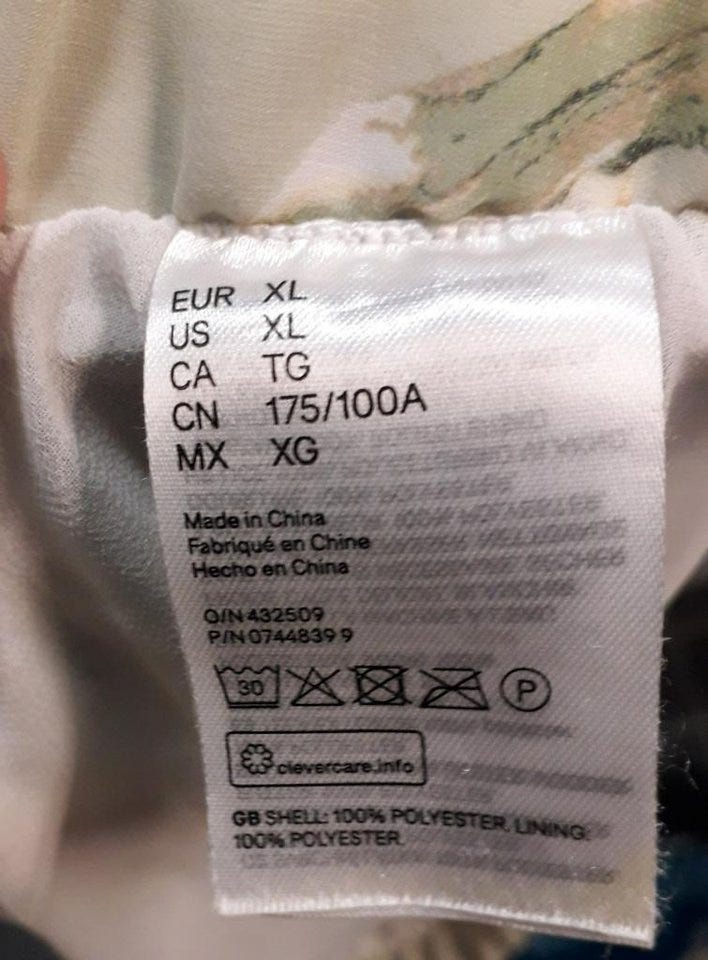 EUR XL
US XL
CA TG
CN 175/100A
MX XG
Made in China
Fabriqué en Chine
Hecho en China
O/N 432509
P/N 0744839 9
30
P
clevercare.info
GB SHELL: 100% POLYESTER. LINING:
100% POLYESTER.